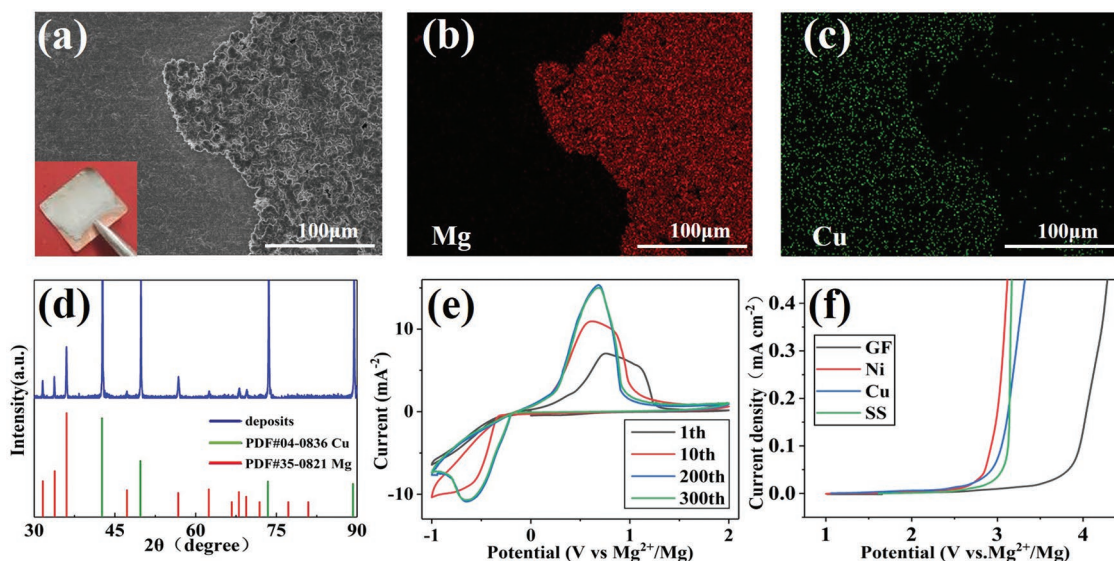 (a)
100μm
(b)
Mg
100μm
(c)
Cu
100μm
(d)
Intensity(a.u.)
deposits
PDF#04-0836 Cu
PDF#35-0821 Mg
30 45 60 75 90
2θ（degree）
(e)
Current (mA⁻²)
10
0
-10
1th
10th
200th
300th
-1 0 1 2
Potential (V vs Mg²⁺/Mg)
(f)
Current density（mA cm⁻²）
0.4
0.3
0.2
0.1
0.0
GF
Ni
Cu
SS
1 2 3 4
Potential (V vs.Mg²⁺/Mg)